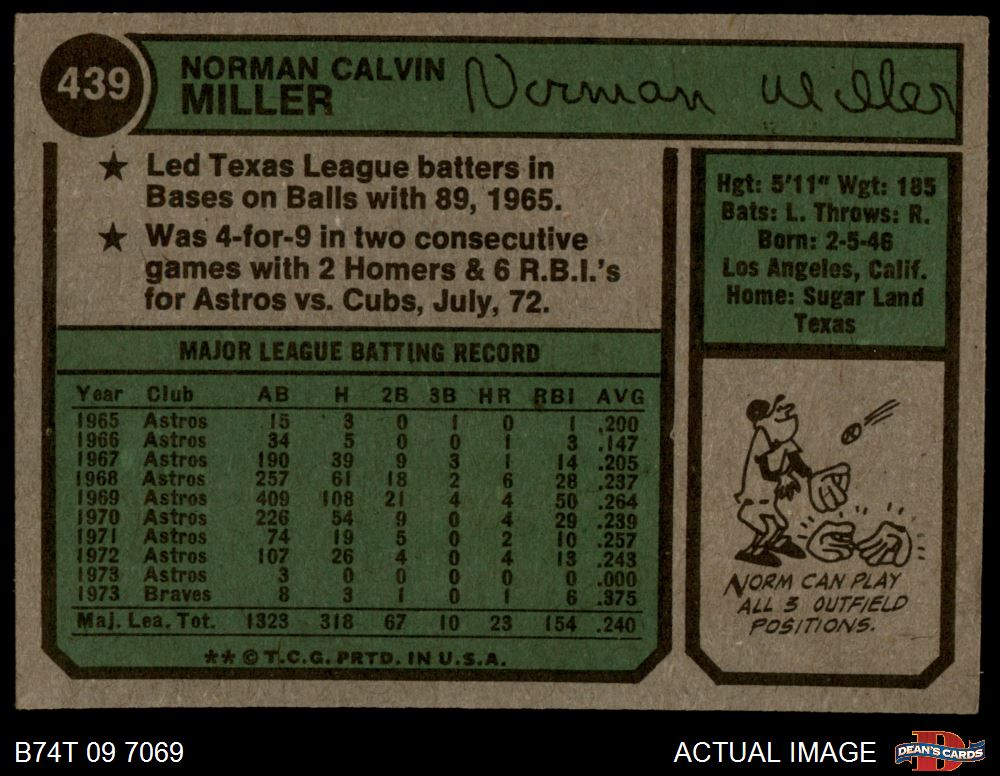 439
NORMAN CALVIN
MILLER
Norman Miller
★ Led Texas League batters in
Bases on Balls with 89, 1965.
★ Was 4-for-9 in two consecutive
games with 2 Homers & 6 R.B.I.'s
for Astros vs. Cubs, July, 72.
MAJOR LEAGUE BATTING RECORD
Year Club AB H 2B 3B HR RBI AVG
1965 Astros 15 3 0 1 0 1 .200
1966 Astros 34 5 0 0 1 3 .147
1967 Astros 190 39 9 3 1 14 .205
1968 Astros 257 61 18 2 6 28 .237
1969 Astros 409 108 21 4 4 50 .264
1970 Astros 226 54 9 0 4 29 .239
1971 Astros 74 19 5 0 2 10 .257
1972 Astros 107 26 4 0 4 13 .243
1973 Astros 3 0 0 0 0 0 .000
1973 Braves 8 3 1 0 1 6 .375
Maj. Lea. Tot. 1323 318 67 10 23 154 .240
** © T.C.G. PRTD. IN U.S.A.
Hgt: 5'11" Wgt: 185
Bats: L. Throws: R.
Born: 2-5-46
Los Angeles, Calif.
Home: Sugar Land
Texas
NORM CAN PLAY
ALL 3 OUTFIELD
POSITIONS.
B74T 09 7069
ACTUAL IMAGE
DEAN'S CARDS